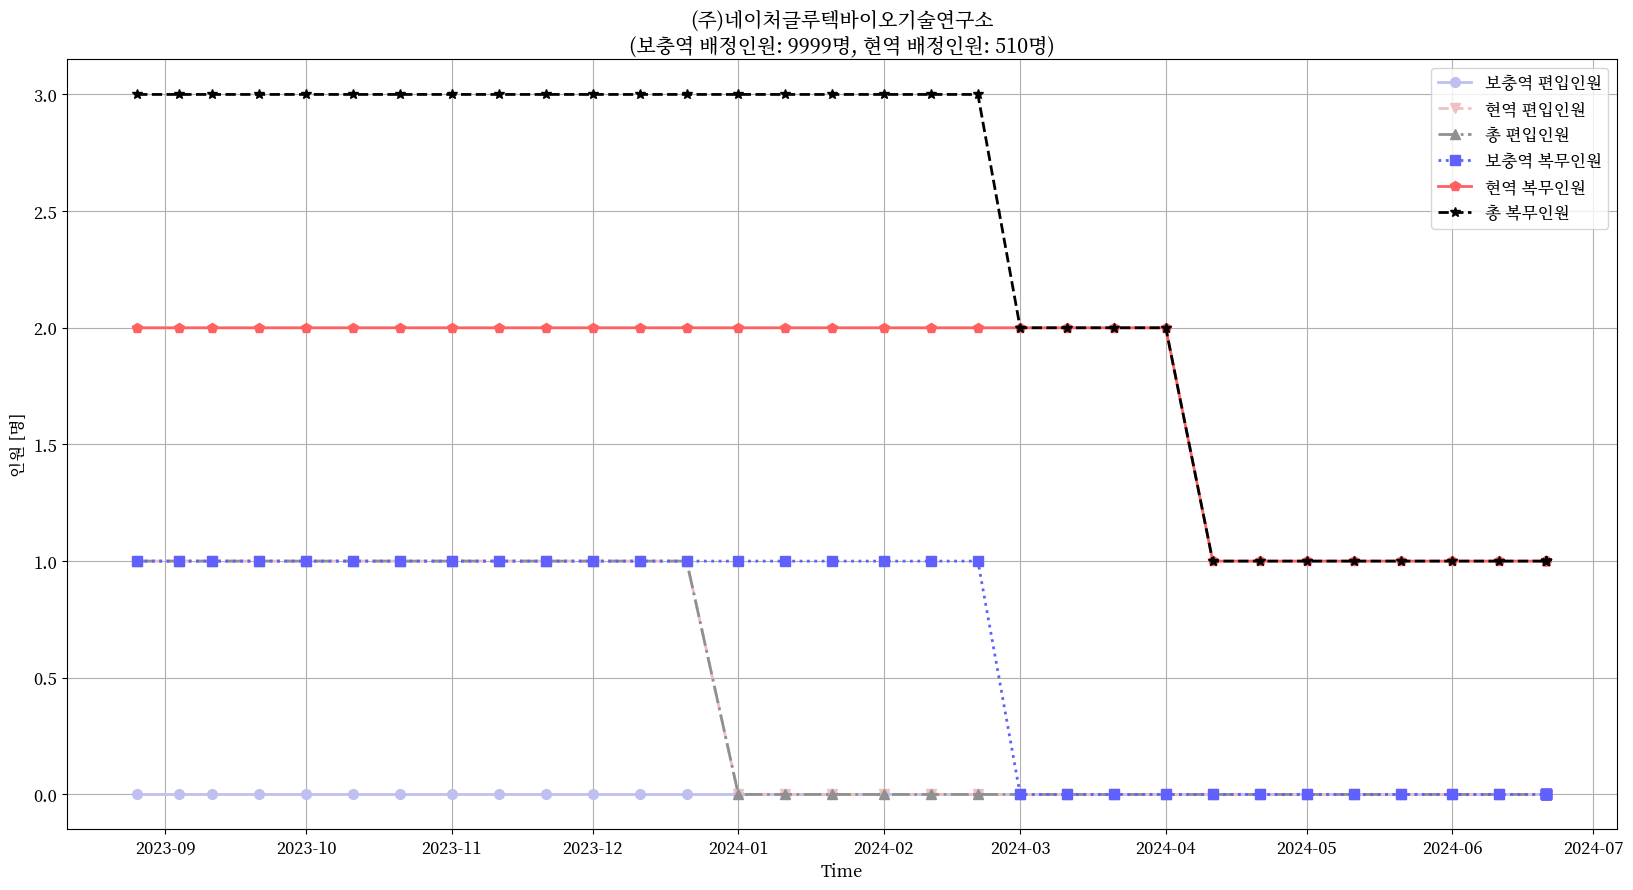 (주)네이처글루텍바이오기술연구소
(보충역 배정인원: 9999명, 현역 배정인원: 510명)
보충역 편입인원
현역 편입인원
총 편입인원
보충역 복무인원
현역 복무인원
총 복무인원
인원 [명]
3.0
2.5
2.0
1.5
1.0
0.5
0.0
2023-09
2023-10
2023-11
2023-12
2024-01
2024-02
2024-03
2024-04
2024-05
2024-06
2024-07
Time